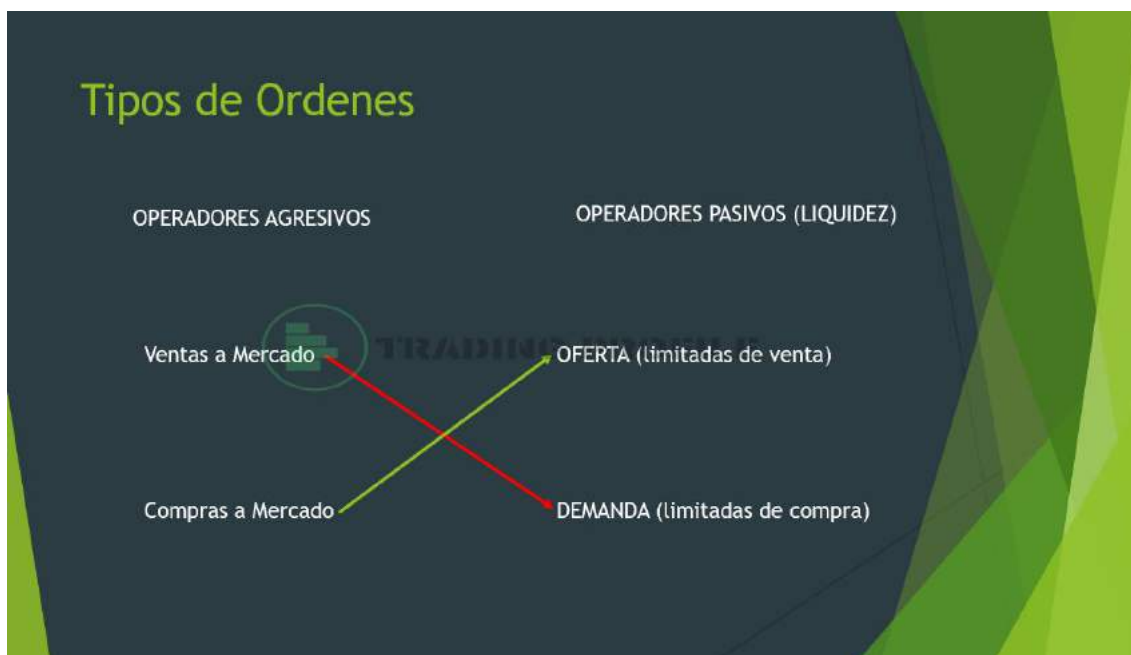 Tipos de Ordenes
OPERADORES AGRESIVOS
OPERADORES PASIVOS (LIQUIDEZ)
TRADING
Ventas a Mercado
OFERTA (limitadas de venta)
Compras a Mercado
DEMANDA (limitadas de compra)